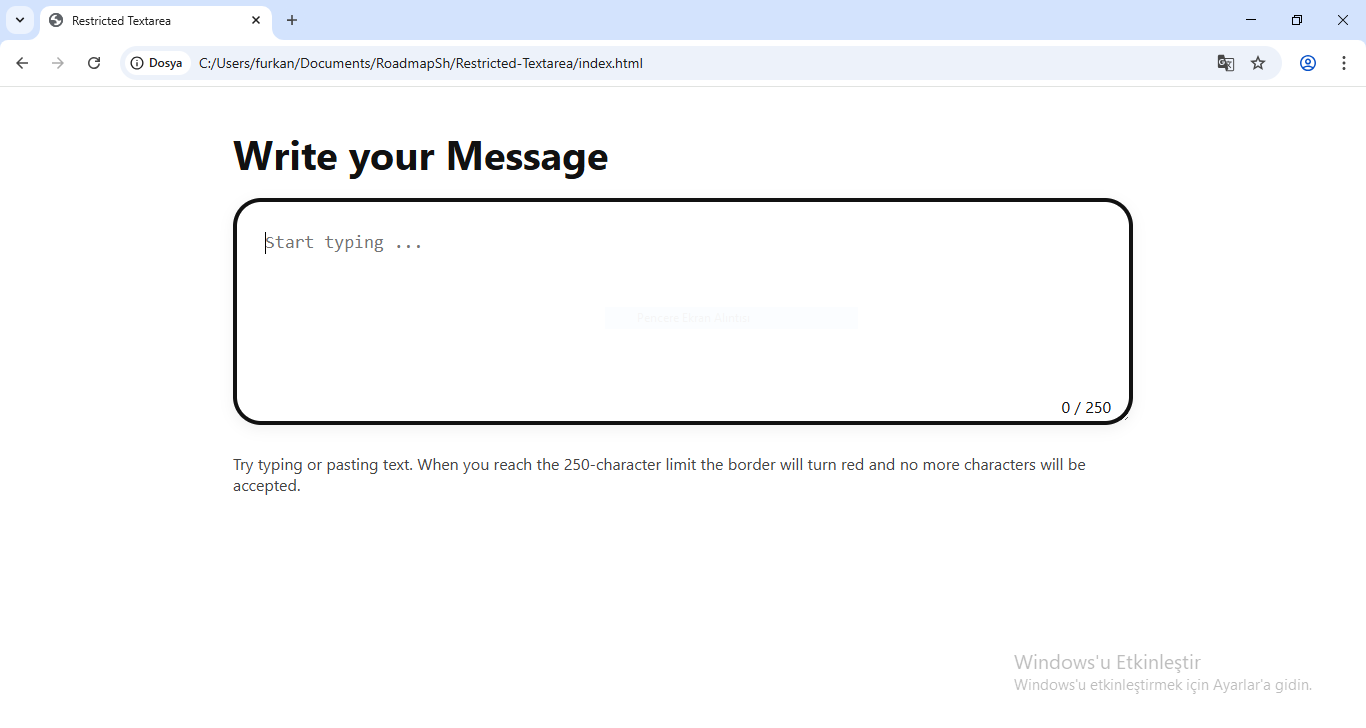 Restricted Textarea
Dosya
C:/Users/furkan/Documents/RoadmapSh/Restricted-Textarea/index.html
Write your Message
Start typing ...
Pencere Ekran Alıntısı
0 / 250
Try typing or pasting text. When you reach the 250-character limit the border will turn red and no more characters will be
accepted.
Windows'u Etkinleştir
Windows'u etkinleştirmek için Ayarlar'a gidin.